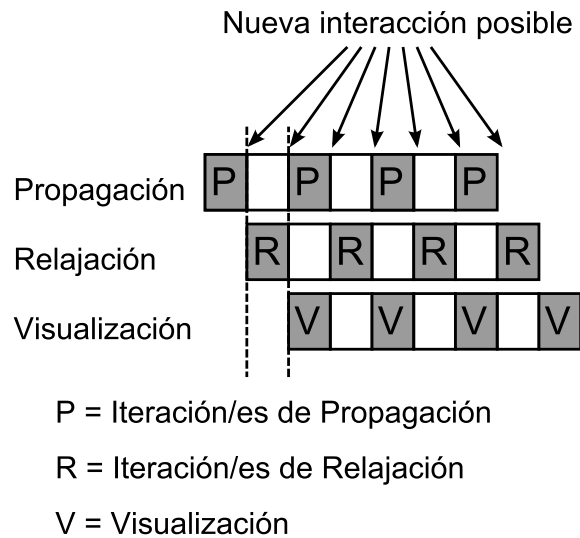 Nueva interacción posible
Propagación P P P P
Relajación R R R R
Visualización V V V V
P = Iteración/es de Propagación
R = Iteración/es de Relajación
V = Visualización